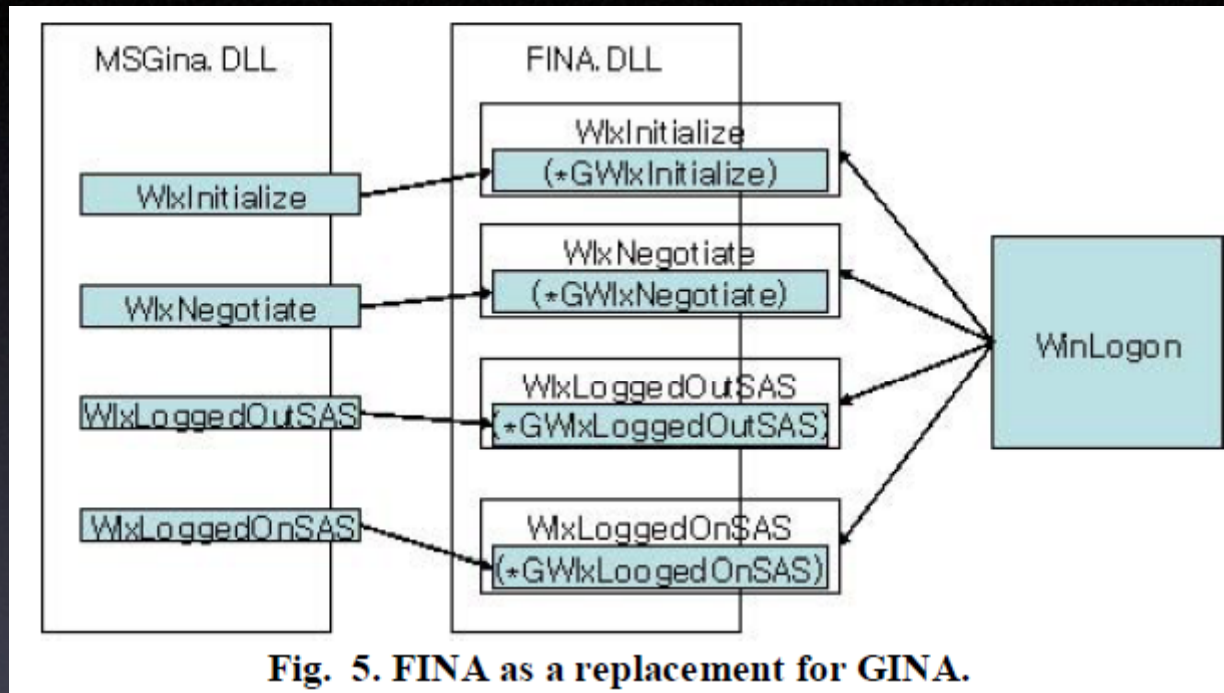 MSGina.DLL
WlxInitialize
WlxNegotiate
WlxLoggedOutSAS
WlxLoggedOnSAS
FINA.DLL
WlxInitialize
(*GWlxInitialize)
WlxNegotiate
(*GWlxNegotiate)
WlxLoggedOutSAS
(*GWlxLoggedOutSAS)
WlxLoggedOnSAS
(*GWlxLoogedOnSAS)
WinLogon
Fig. 5. FINA as a replacement for GINA.